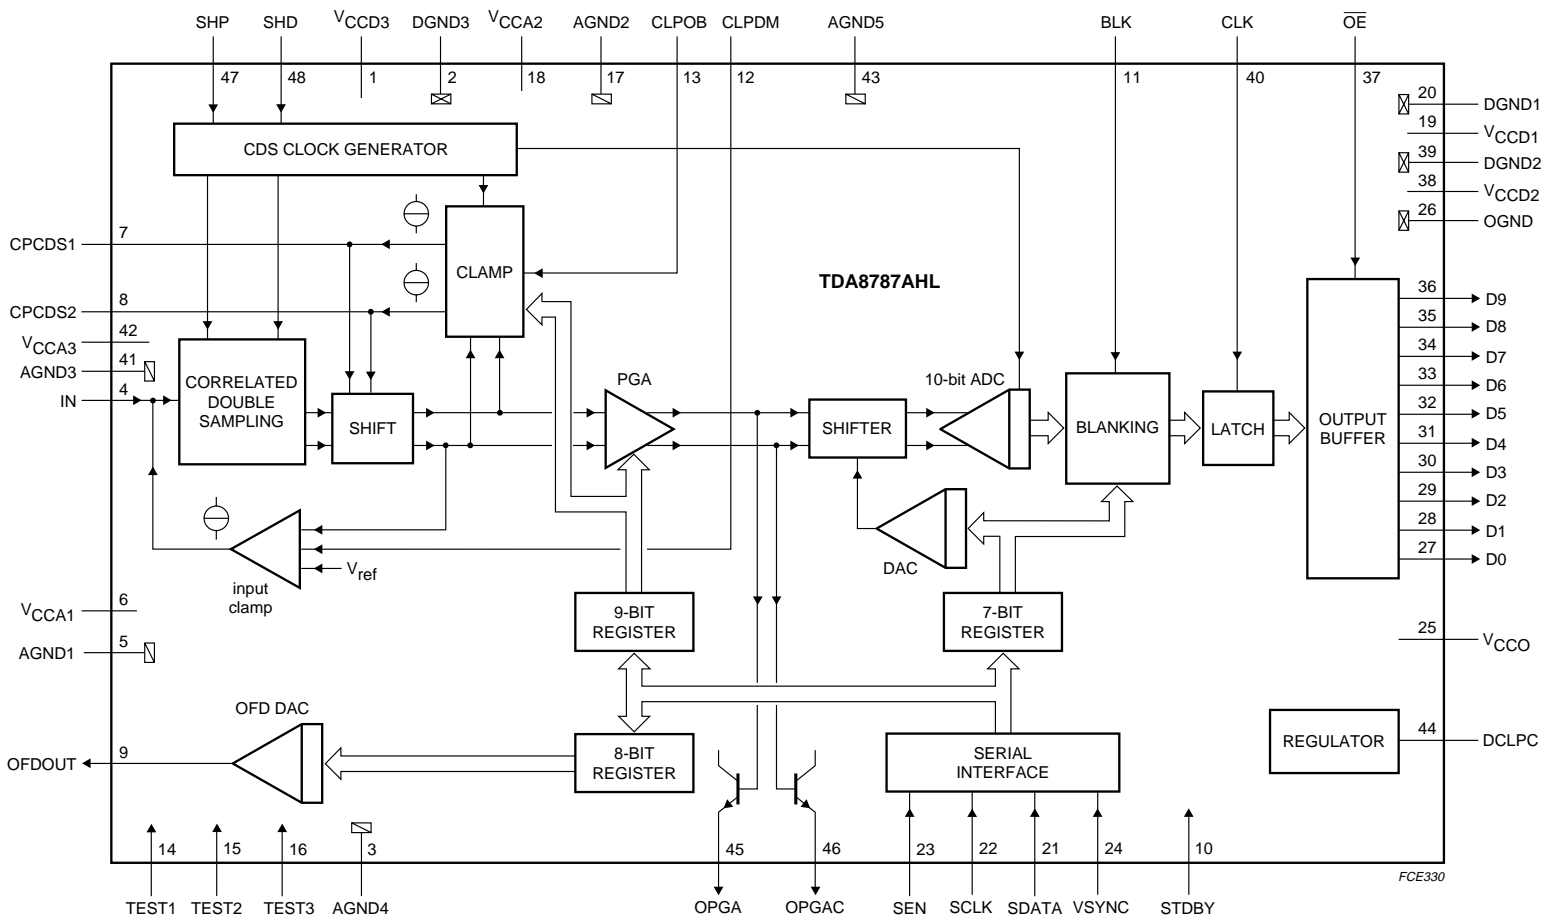 SHP SHD VCCD3 DGND3 VCCA2 AGND2 CLPOB CLPDM AGND5 BLK CLK OE
47 48 1 2 18 17 13 12 43 11 40 37
20 DGND1
19 VCCD1
39 DGND2
38 VCCD2
26 OGND
CDS CLOCK GENERATOR
CPCDS1 7
CLAMP
TDA8787AHL
CPCDS2 8
VCCA3 42
AGND3 41
IN 4
CORRELATED
DOUBLE
SAMPLING
SHIFT
PGA
SHIFTER
10-bit ADC
BLANKING
LATCH
OUTPUT
BUFFER
36 D9
35 D8
34 D7
33 D6
32 D5
31 D4
30 D3
29 D2
28 D1
27 D0
Vref
input
clamp
DAC
VCCA1 6
AGND1 5
9-BIT
REGISTER
7-BIT
REGISTER
25 VCCO
OFD DAC
OFDOUT 9
8-BIT
REGISTER
SERIAL
INTERFACE
REGULATOR
44 DCLPC
14 15 16 3 45 46 23 22 21 24 10
FCE330
TEST1 TEST2 TEST3 AGND4 OPGA OPGAC SEN SCLK SDATA VSYNC STDBY